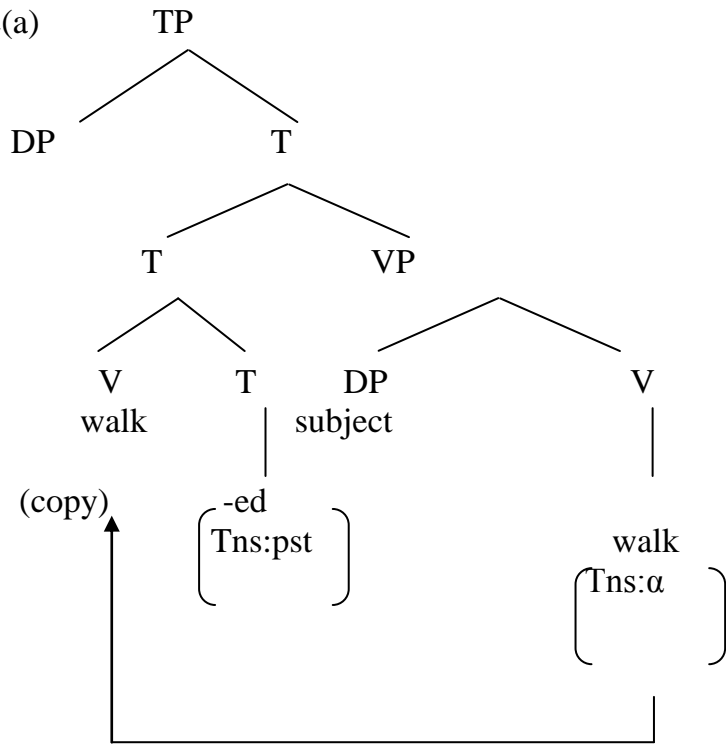 (a) TP
DP T
T VP
V T DP V
walk subject
(copy) -ed
Tns:pst walk
Tns:α